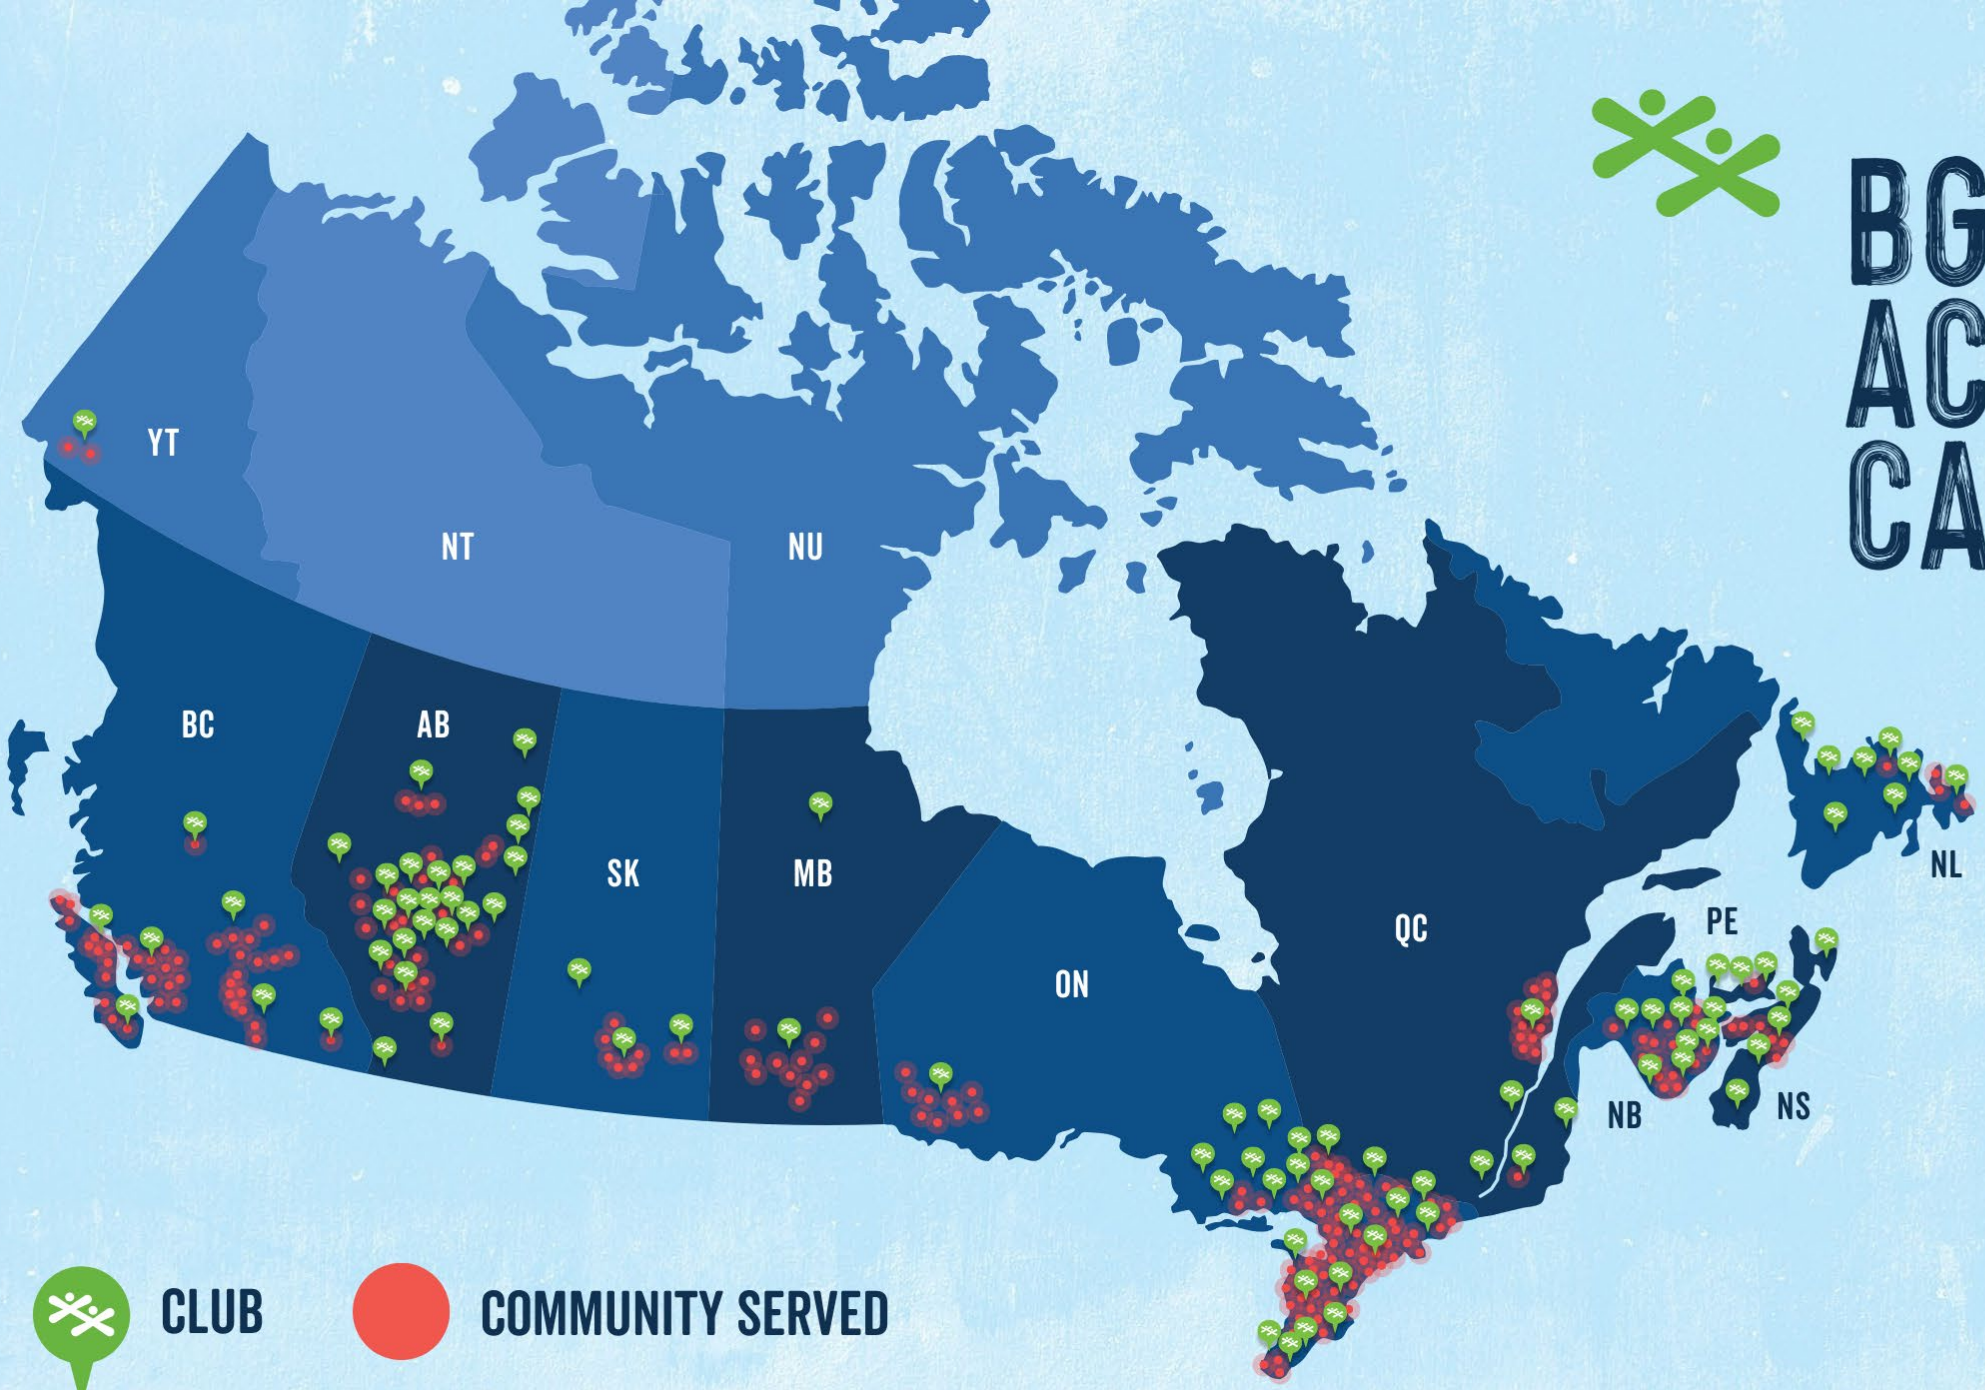 BG
AC
CA
YT
NT
NU
BC
AB
SK
MB
ON
QC
NL
PE
NB
NS
CLUB
COMMUNITY SERVED